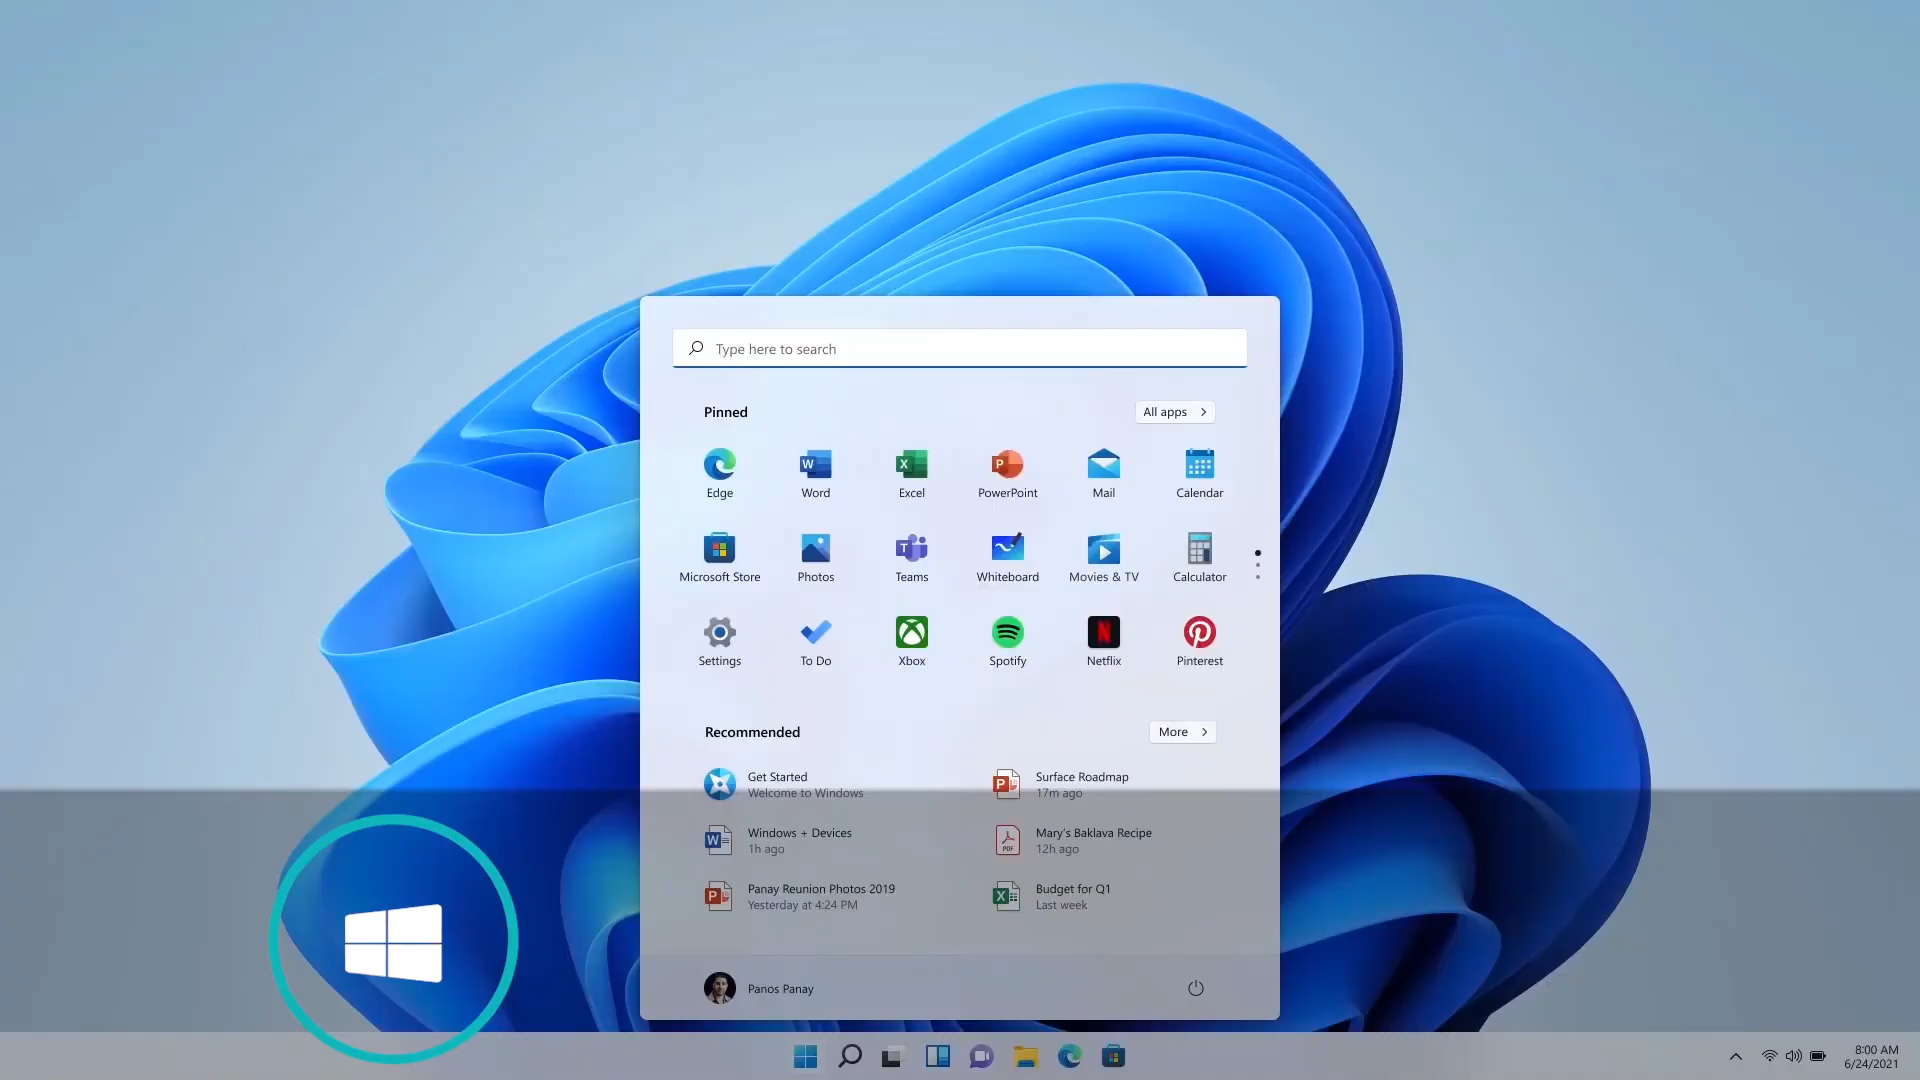 Type here to search
Pinned
All apps
Edge
Word
Excel
PowerPoint
Mail
Calendar
Microsoft Store
Photos
Teams
Whiteboard
Movies & TV
Calculator
Settings
To Do
Xbox
Spotify
Netflix
Pinterest
Recommended
More
Get Started
Welcome to Windows
Surface Roadmap
17m ago
Windows + Devices
1h ago
Mary's Baklava Recipe
12h ago
Panay Reunion Photos 2019
Yesterday at 4:24 PM
Budget for Q1
Last week
Panos Panay
8:00 AM
6/24/2021